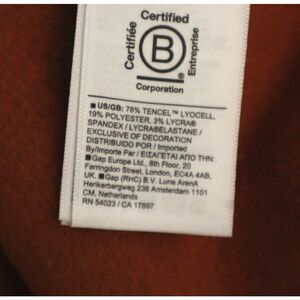 Certified
Certifiée
B
Entreprise
Corporation
■ US/GB: 78% TENCEL™ LYOCELL,
19% POLYESTER, 3% LYCRA®
SPANDEX / LYCRA®ELASTANE /
EXCLUSIVE OF DECORATION
DISTRIBUIDO POR / Imported
By/Importé Par / ΕΙΣΑΓΕΤΑΙ ΑΠΟ ΤΗΝ:
■Gap Europe Ltd., 8th Floor, 20
Farringdon Street, London, EC4A 4AB,
UK. ■Gap (RHC) B.V. Luna ArenA
Herikerbergweg 238 Amsterdam 1101
CM, Netherlands
RN 54023 / CA 17897